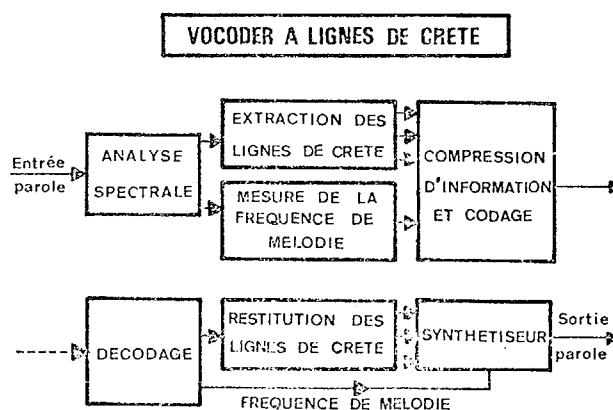 VOCODER A LIGNES DE CRETE
Entrée
parole
ANALYSE
SPECTRALE
EXTRACTION DES
LIGNES DE CRETE
MESURE DE LA
FREQUENCE DE
MELODIE
COMPRESSION
D'INFORMATION
ET CODAGE
DECODAGE
RESTITUTION DES
LIGNES DE CRETE
SYNTHETISEUR
Sortie
parole
FREQUENCE DE MELODIE